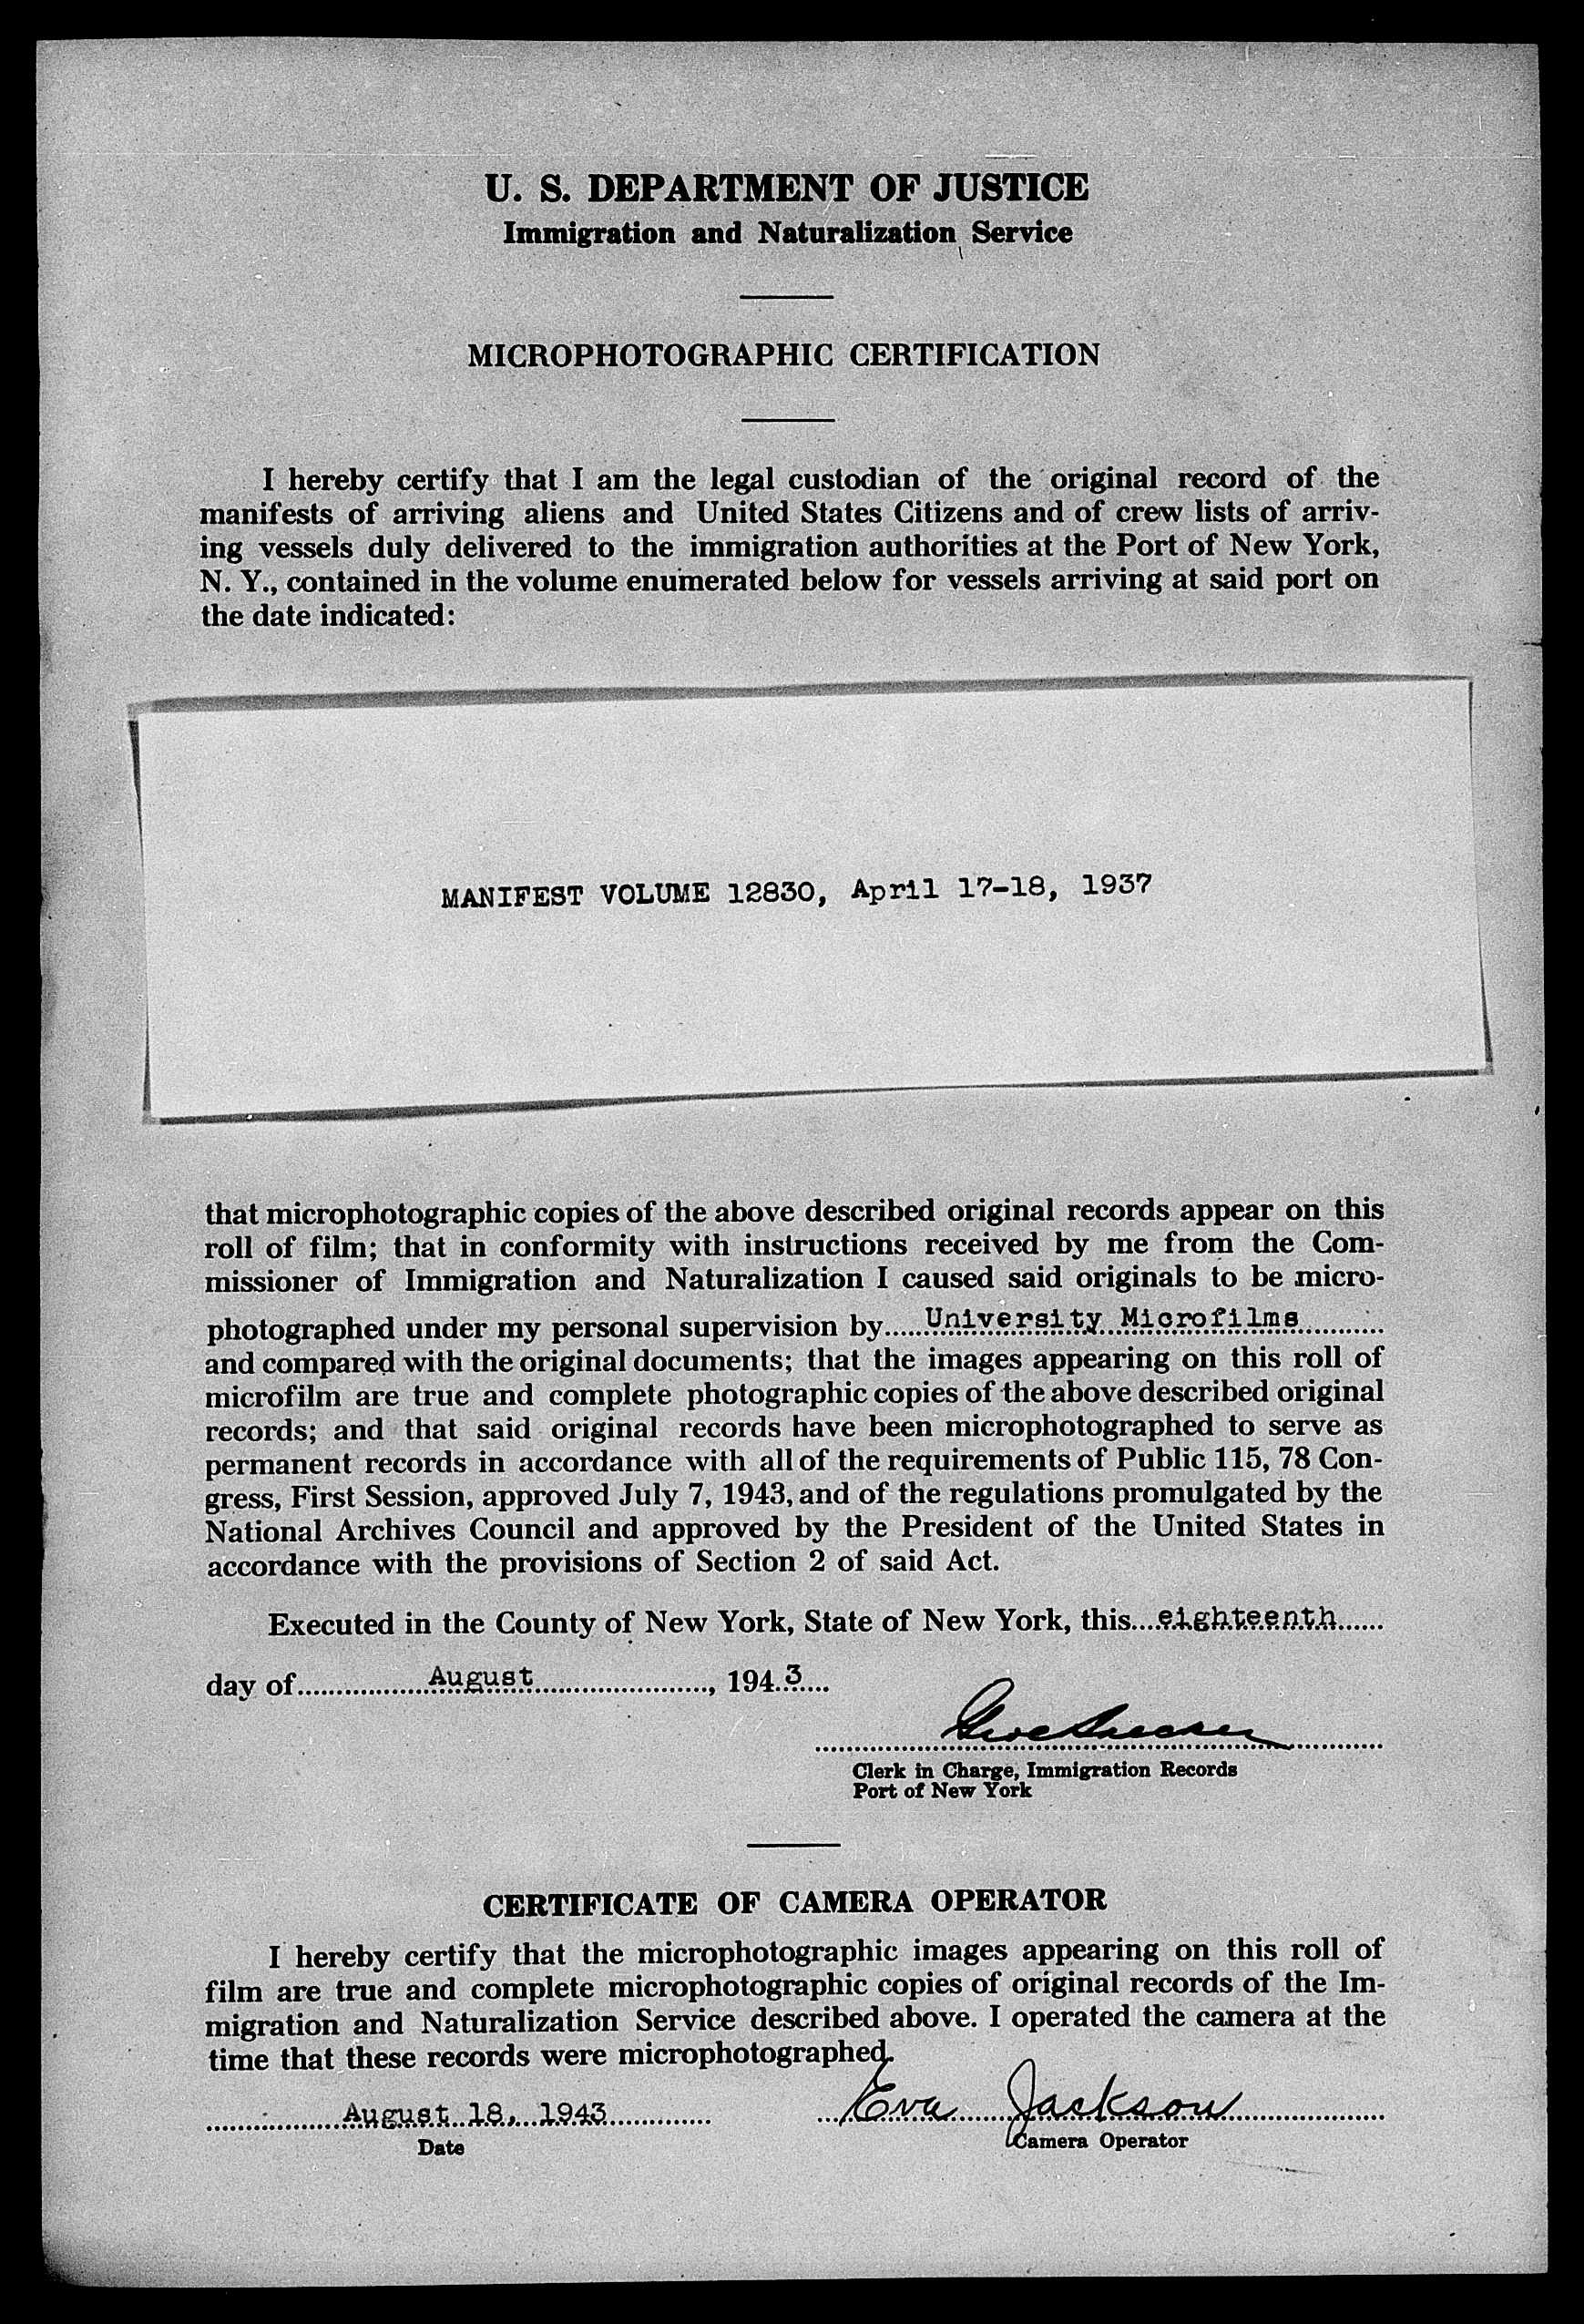 U. S. DEPARTMENT OF JUSTICE
Immigration and Naturalization Service
MICROPHOTOGRAPHIC CERTIFICATION
I hereby certify that I am the legal custodian of the original record of the
manifests of arriving aliens and United States Citizens and of crew lists of arriv-
ing vessels duly delivered to the immigration authorities at the Port of New York,
N. Y., contained in the volume enumerated below for vessels arriving at said port on
the date indicated:
MANIFEST VOLUME 12830, April 17-18, 1937
that microphotographic copies of the above described original records appear on this
roll of film; that in conformity with instructions received by me from the Com-
missioner of Immigration and Naturalization I caused said originals to be micro-
photographed under my personal supervision by University Microfilms
and compared with the original documents; that the images appearing on this roll of
microfilm are true and complete photographic copies of the above described original
records; and that said original records have been microphotographed to serve as
permanent records in accordance with all of the requirements of Public 115, 78 Con-
gress, First Session, approved July 7, 1943, and of the regulations promulgated by the
National Archives Council and approved by the President of the United States in
accordance with the provisions of Section 2 of said Act.
Executed in the County of New York, State of New York, this eighteenth
day of August, 1943
Clerk in Charge, Immigration Records
Port of New York
CERTIFICATE OF CAMERA OPERATOR
I hereby certify that the microphotographic images appearing on this roll of
film are true and complete microphotographic copies of original records of the Im-
migration and Naturalization Service described above. I operated the camera at the
time that these records were microphotographed.
August 18, 1943 Eva Jackson
Date Camera Operator